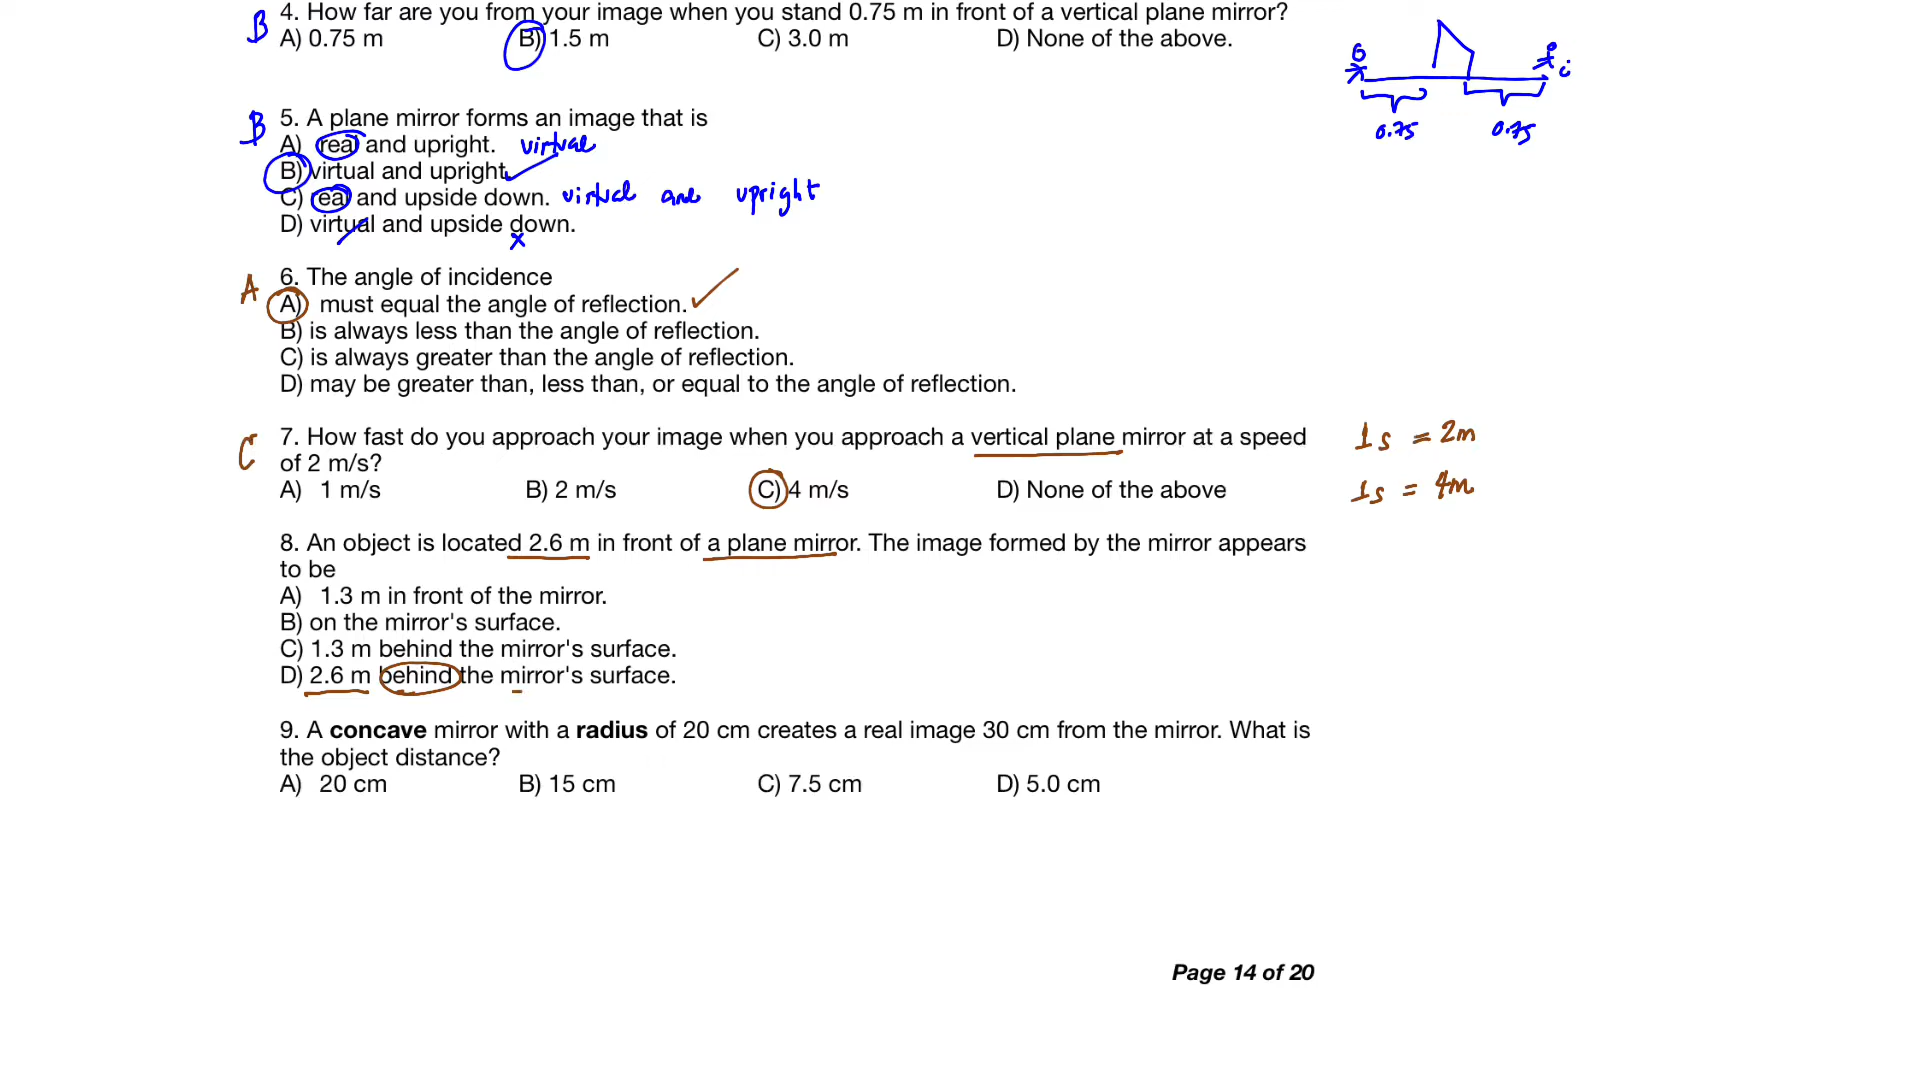 B 4. How far are you from your image when you stand 0.75 m in front of a vertical plane mirror?
A) 0.75 m B) 1.5 m C) 3.0 m D) None of the above.
i
0.75 0.75
B 5. A plane mirror forms an image that is
A) real and upright. virtual
B) virtual and upright.
C) real and upside down. virtual and upright
D) virtual and upside down.
x
A 6. The angle of incidence
A) must equal the angle of reflection.
B) is always less than the angle of reflection.
C) is always greater than the angle of reflection.
D) may be greater than, less than, or equal to the angle of reflection.
C 7. How fast do you approach your image when you approach a vertical plane mirror at a speed 1s = 2m
of 2 m/s?
A) 1 m/s B) 2 m/s C) 4 m/s D) None of the above 1s = 4m
8. An object is located 2.6 m in front of a plane mirror. The image formed by the mirror appears
to be
A) 1.3 m in front of the mirror.
B) on the mirror's surface.
C) 1.3 m behind the mirror's surface.
D) 2.6 m behind the mirror's surface.
9. A concave mirror with a radius of 20 cm creates a real image 30 cm from the mirror. What is
the object distance?
A) 20 cm B) 15 cm C) 7.5 cm D) 5.0 cm
Page 14 of 20